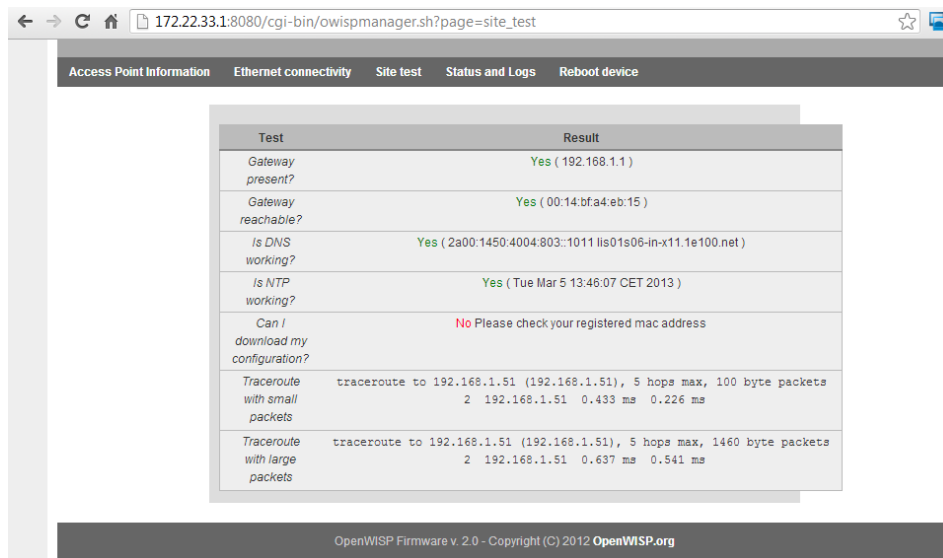 172.22.33.1:8080/cgi-bin/owispmanager.sh?page=site_test
Access Point Information Ethernet connectivity Site test Status and Logs Reboot device
Test Result
Gateway present? Yes ( 192.168.1.1 )
Gateway reachable? Yes ( 00:14:bf:a4:eb:15 )
Is DNS working? Yes ( 2a00:1450:4004:803::1011 lis01s06-in-x11.1e100.net )
Is NTP working? Yes ( Tue Mar 5 13:46:07 CET 2013 )
Can I download my configuration? No Please check your registered mac address
Traceroute with small packets traceroute to 192.168.1.51 (192.168.1.51), 5 hops max, 100 byte packets
2 192.168.1.51 0.433 ms 0.226 ms
Traceroute with large packets traceroute to 192.168.1.51 (192.168.1.51), 5 hops max, 1460 byte packets
2 192.168.1.51 0.637 ms 0.541 ms
OpenWISP Firmware v. 2.0 - Copyright (C) 2012 OpenWISP.org